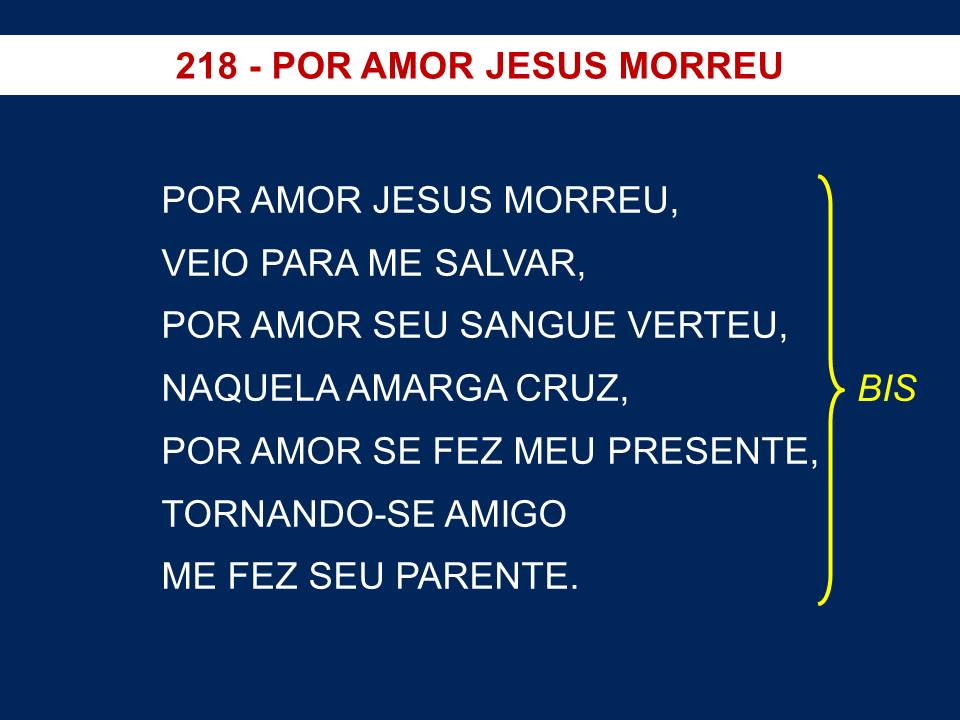 218 - POR AMOR JESUS MORREU
POR AMOR JESUS MORREU,
VEIO PARA ME SALVAR,
POR AMOR SEU SANGUE VERTEU,
NAQUELA AMARGA CRUZ,
BIS
POR AMOR SE FEZ MEU PRESENTE,
TORNANDO-SE AMIGO
ME FEZ SEU PARENTE.